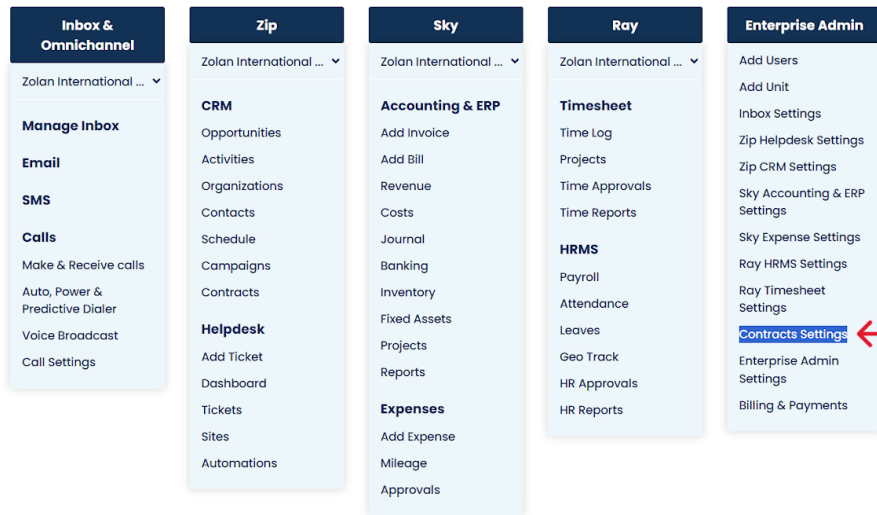 Inbox &
Omnichannel
Zolan International ...
Manage Inbox
Email
SMS
Calls
Make & Receive calls
Auto, Power &
Predictive Dialer
Voice Broadcast
Call Settings
Zip
Zolan International ...
CRM
Opportunities
Activities
Organizations
Contacts
Schedule
Campaigns
Contracts
Helpdesk
Add Ticket
Dashboard
Tickets
Sites
Automations
Sky
Zolan International ...
Accounting & ERP
Add Invoice
Add Bill
Revenue
Costs
Journal
Banking
Inventory
Fixed Assets
Projects
Reports
Expenses
Add Expense
Mileage
Approvals
Ray
Zolan International ...
Timesheet
Time Log
Projects
Time Approvals
Time Reports
HRMS
Payroll
Attendance
Leaves
Geo Track
HR Approvals
HR Reports
Enterprise Admin
Add Users
Add Unit
Inbox Settings
Zip Helpdesk Settings
Zip CRM Settings
Sky Accounting & ERP
Settings
Sky Expense Settings
Ray HRMS Settings
Ray Timesheet
Settings
Contracts Settings
Enterprise Admin
Settings
Billing & Payments